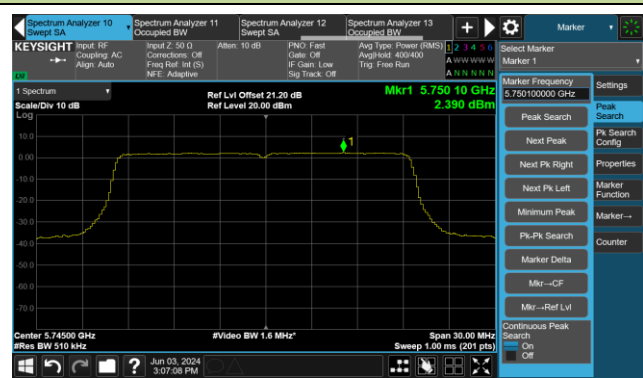 Spectrum Analyzer 10
Swept SA
Spectrum Analyzer 11
Occupied BW
Spectrum Analyzer 12
Swept SA
Spectrum Analyzer 13
Occupied BW
+
Marker
KEYSIGHT
Input: RF
Coupling: AC
Align: Auto
Input Z: 50 Ω
Corrections: Off
Freq Ref: Int (S)
NFE: Adaptive
Atten: 10 dB
PNO: Fast
Gate: Off
IF Gain: Low
Sig Track: Off
Avg Type: Power (RMS)
Avg|Hold: 400/400
Trig: Free Run
1 2 3 4 5 6
A W W W W W
A N N N N N
Select Marker
Marker 1
1 Spectrum
Scale/Div 10 dB
Ref Lvl Offset 21.20 dB
Ref Level 20.00 dBm
Mkr1 5.750 10 GHz
2.390 dBm
Log
10.0
0.00
-10.0
-20.0
-30.0
-40.0
-50.0
-60.0
-70.0
1
Center 5.74500 GHz
#Res BW 510 kHz
#Video BW 1.6 MHz*
Span 30.00 MHz
Sweep 1.00 ms (201 pts)
Marker Frequency
5.750100000 GHz
Peak Search
Next Peak
Next Pk Right
Next Pk Left
Minimum Peak
Pk-Pk Search
Marker Delta
Mkr→CF
Mkr→Ref Lvl
Continuous Peak
Search
On
Off
Settings
Peak
Search
Pk Search
Config
Properties
Marker
Function
Marker→
Counter
?
Jun 03, 2024
3:07:08 PM